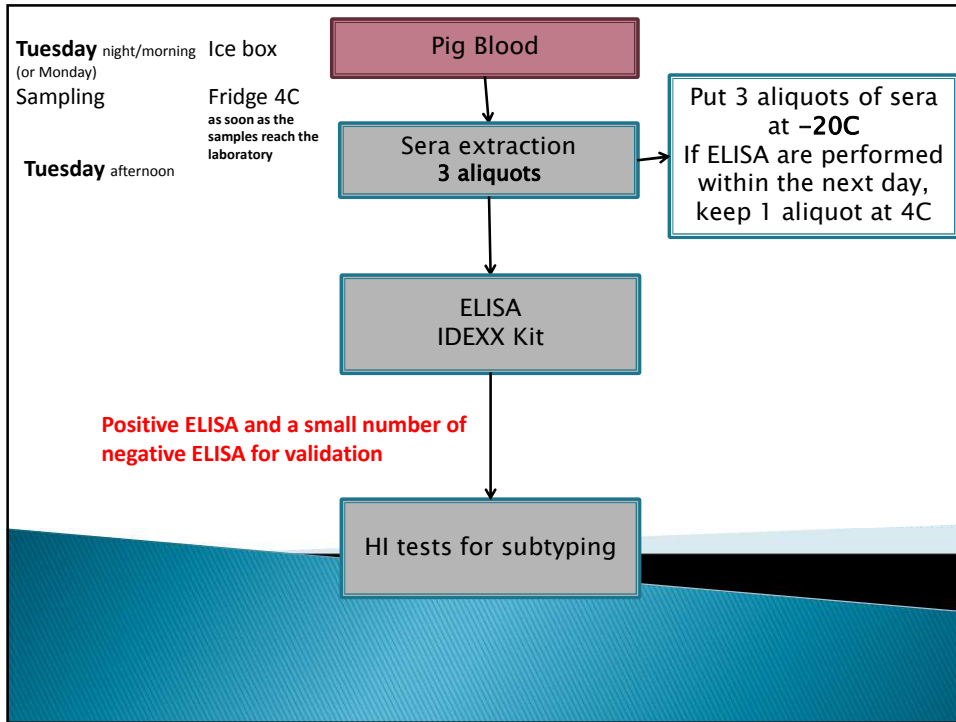 Tuesday night/morning
(or Monday)
Sampling
Tuesday afternoon
Ice box
Fridge 4C
as soon as the
samples reach the
laboratory
Pig Blood
Sera extraction
3 aliquots
Put 3 aliquots of sera
at -20C
If ELISA are performed
within the next day,
keep 1 aliquot at 4C
ELISA
IDEXX Kit
Positive ELISA and a small number of
negative ELISA for validation
HI tests for subtyping